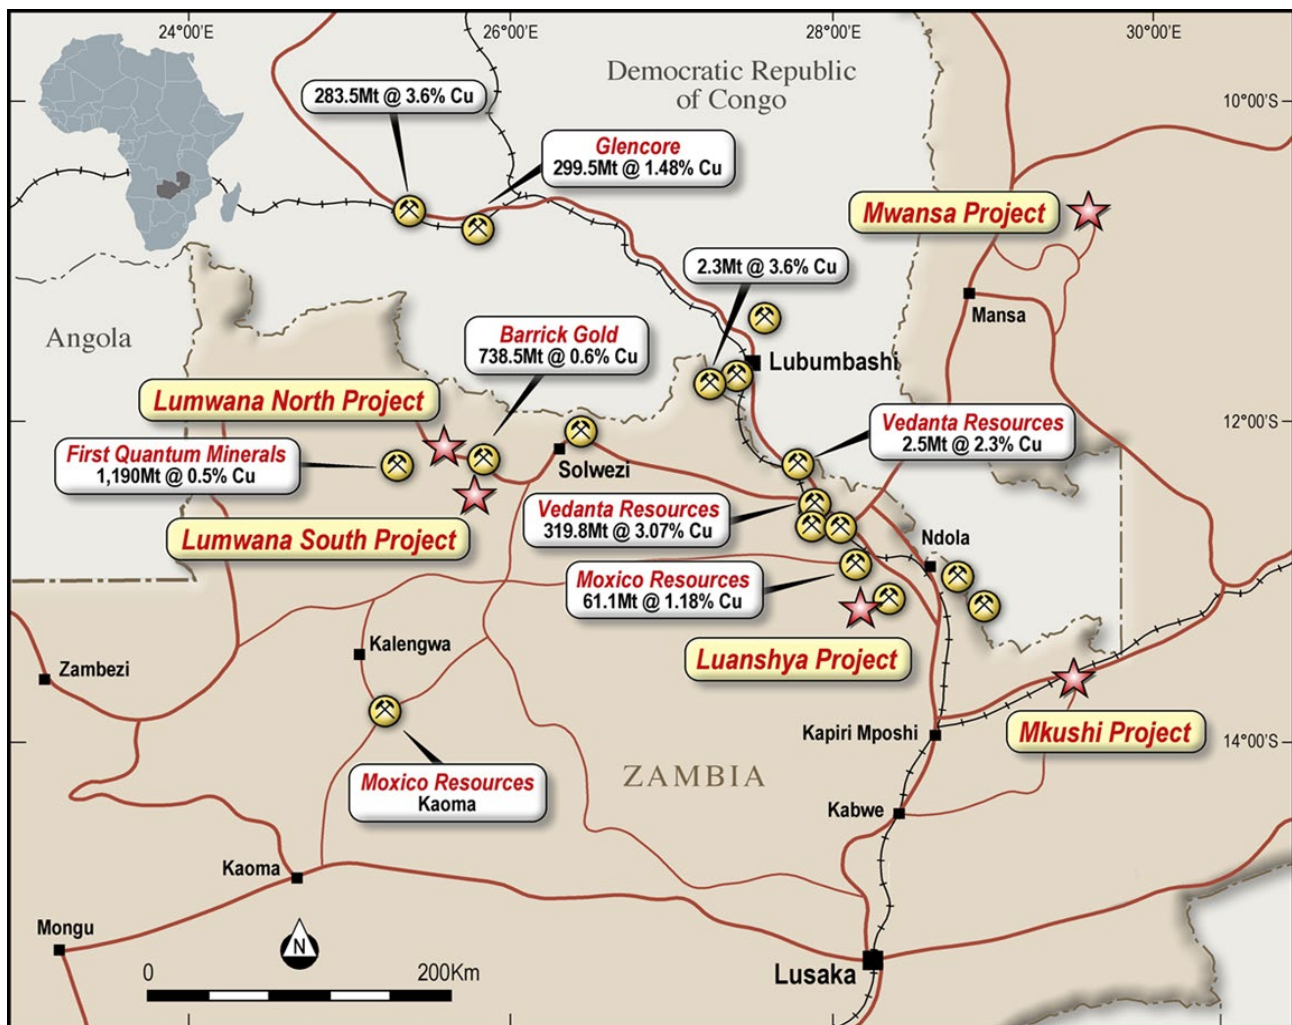 24°00'E
26°00'E
28°00'E
30°00'E
Democratic Republic
of Congo
283.5Mt @ 3.6% Cu
10°00'S
Glencore
299.5Mt @ 1.48% Cu
Mwansa Project
2.3Mt @ 3.6% Cu
Mansa
Angola
Barrick Gold
738.5Mt @ 0.6% Cu
Lubumbashi
Lumwana North Project
12°00'S
Vedanta Resources
2.5Mt @ 2.3% Cu
First Quantum Minerals
1,190Mt @ 0.5% Cu
Solwezi
Vedanta Resources
319.8Mt @ 3.07% Cu
Lumwana South Project
Ndola
Moxico Resources
61.1Mt @ 1.18% Cu
Kalengwa
Luanshya Project
Zambezi
Kapiri Mposhi
Mkushi Project
14°00'S
ZAMBIA
Moxico Resources
Kaoma
Kabwe
Kaoma
Mongu
N
0
200Km
Lusaka